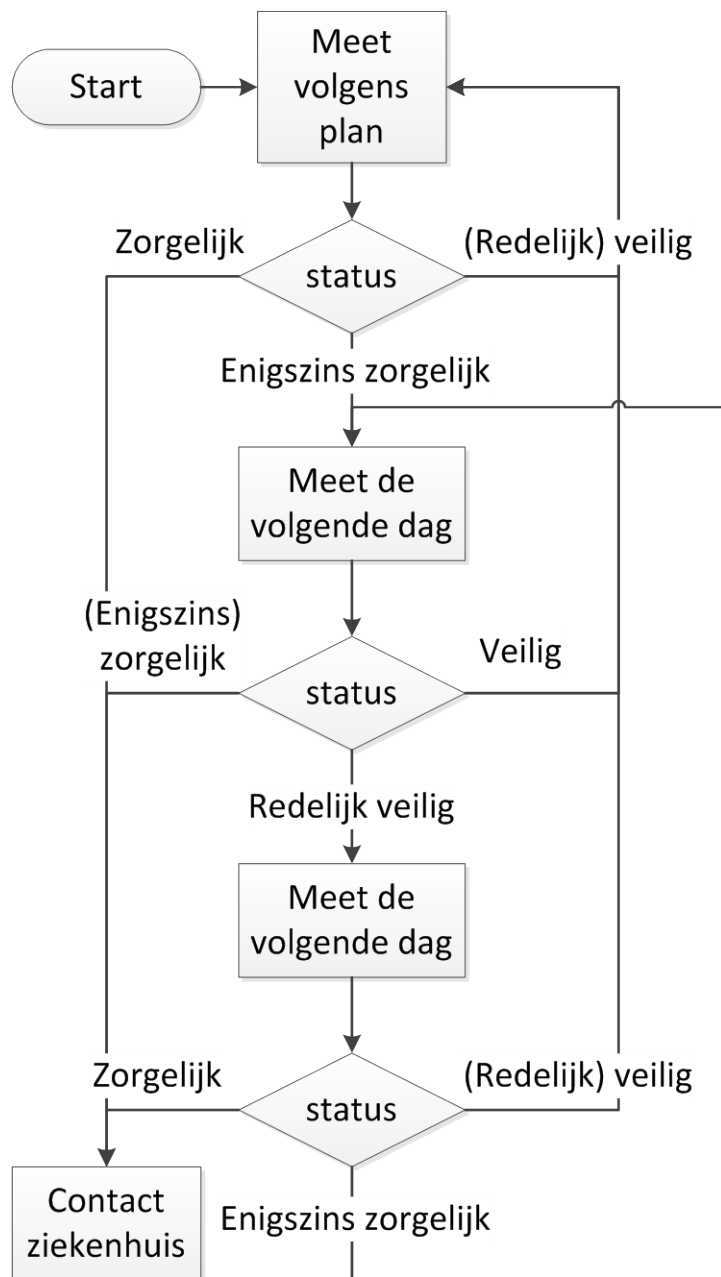 Start
Meet
volgens
plan
Zorgelijk
(Redelijk) veilig
status
Enigszins zorgelijk
Meet de
volgende dag
(Enigszins)
zorgelijk
Veilig
status
Redelijk veilig
Meet de
volgende dag
Zorgelijk
(Redelijk) veilig
status
Contact
ziekenhuis
Enigszins zorgelijk